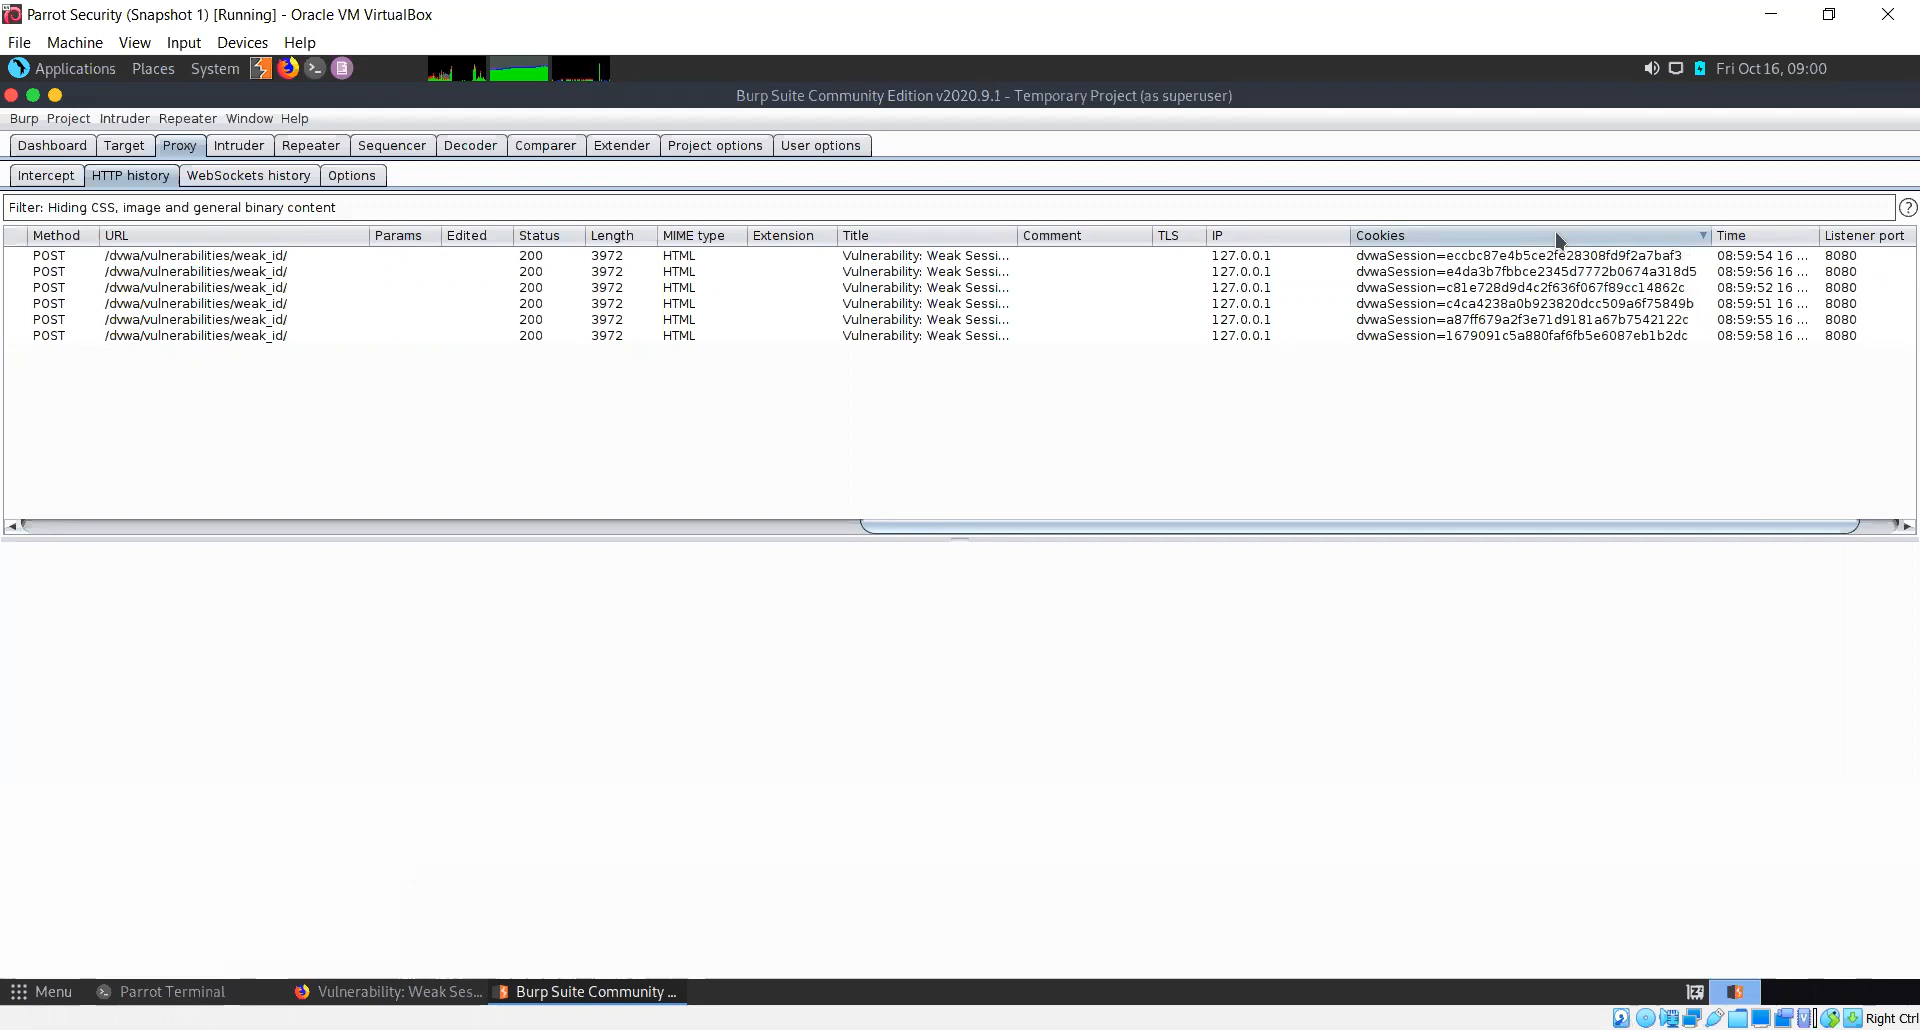 Parrot Security (Snapshot 1) [Running] - Oracle VM VirtualBox
File Machine View Input Devices Help
Applications Places System Fri Oct 16, 09:00
Burp Suite Community Edition v2020.9.1 - Temporary Project (as superuser)
Burp Project Intruder Repeater Window Help
Dashboard Target Proxy Intruder Repeater Sequencer Decoder Comparer Extender Project options User options
Intercept HTTP history WebSockets history Options
Filter: Hiding CSS, image and general binary content ?
Method URL Params Edited Status Length MIME type Extension Title Comment TLS IP Cookies Time Listener port
POST /dvwa/vulnerabilities/weak_id/ 200 3972 HTML Vulnerability: Weak Sessi... 127.0.0.1 dvwaSession=eccbc87e4b5ce2fe28308fd9f2a7baf3 08:59:54 16 ... 8080
POST /dvwa/vulnerabilities/weak_id/ 200 3972 HTML Vulnerability: Weak Sessi... 127.0.0.1 dvwaSession=e4da3b7fbbce2345d7772b0674a318d5 08:59:56 16 ... 8080
POST /dvwa/vulnerabilities/weak_id/ 200 3972 HTML Vulnerability: Weak Sessi... 127.0.0.1 dvwaSession=c81e728d9d4c2f636f067f89cc14862c 08:59:52 16 ... 8080
POST /dvwa/vulnerabilities/weak_id/ 200 3972 HTML Vulnerability: Weak Sessi... 127.0.0.1 dvwaSession=c4ca4238a0b923820dcc509a6f75849b 08:59:51 16 ... 8080
POST /dvwa/vulnerabilities/weak_id/ 200 3972 HTML Vulnerability: Weak Sessi... 127.0.0.1 dvwaSession=a87ff679a2f3e71d9181a67b7542122c 08:59:55 16 ... 8080
POST /dvwa/vulnerabilities/weak_id/ 200 3972 HTML Vulnerability: Weak Sessi... 127.0.0.1 dvwaSession=1679091c5a880faf6fb5e6087eb1b2dc 08:59:58 16 ... 8080
Menu Parrot Terminal Vulnerability: Weak Ses... Burp Suite Community ...
Right Ctrl